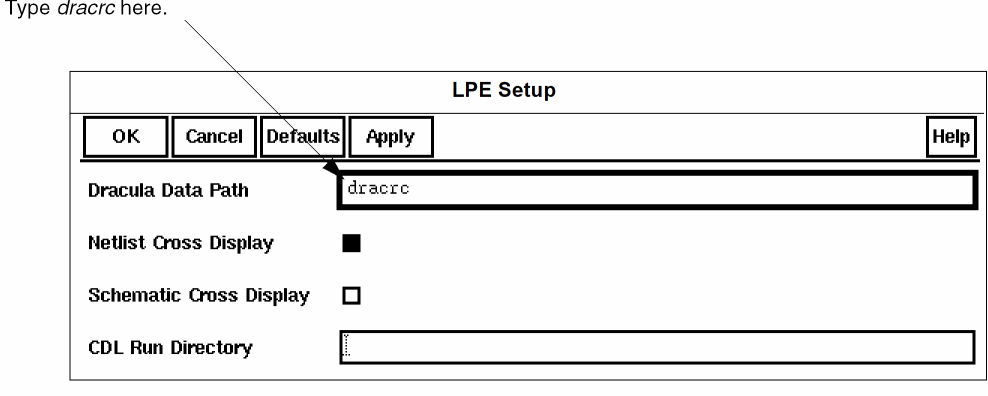 Type dracrc here.
LPE Setup
OK Cancel Defaults Apply Help
Dracula Data Path dracrc
Netlist Cross Display
Schematic Cross Display
CDL Run Directory